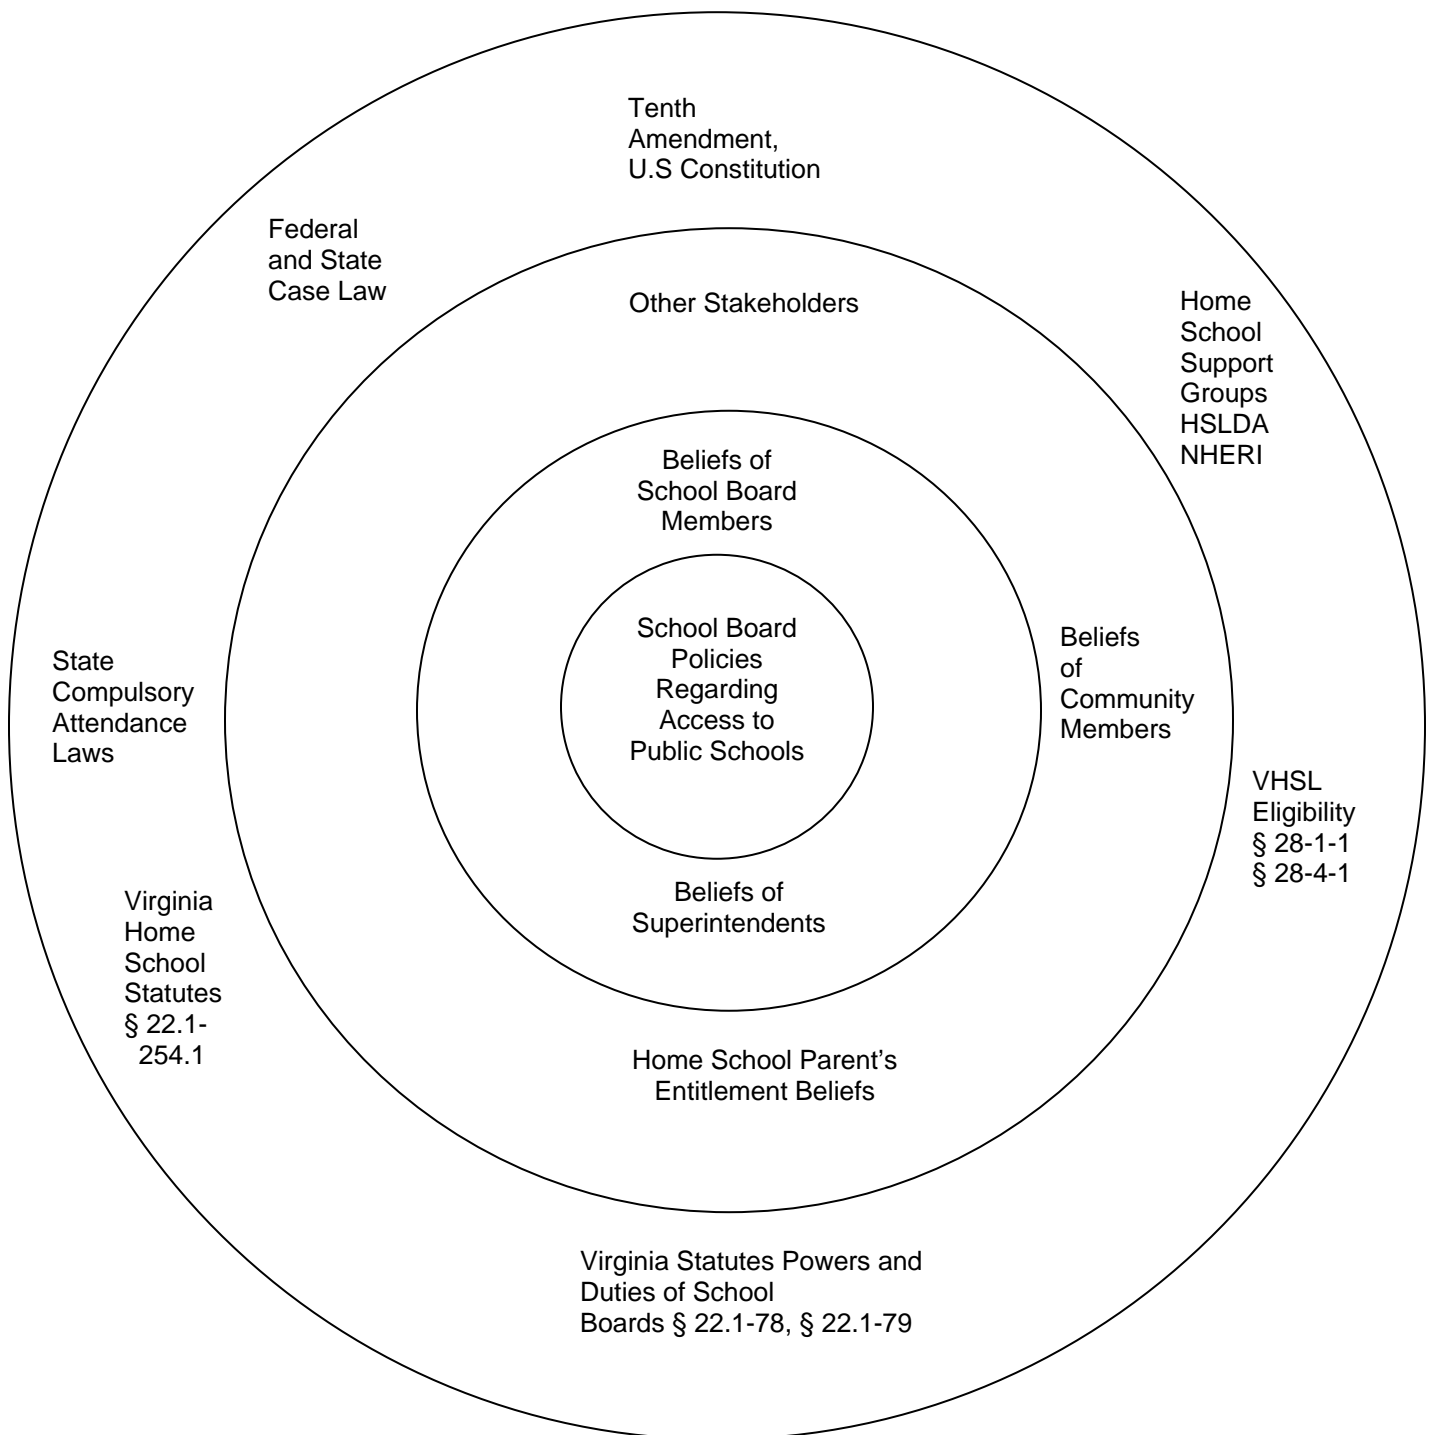 Tenth
Amendment,
U.S Constitution
Federal
and State
Case Law
Other Stakeholders
Home
School
Support
Groups
HSLDA
NHERI
Beliefs of
School Board
Members
School Board
Policies
Regarding
Access to
Public Schools
Beliefs
of
Community
Members
State
Compulsory
Attendance
Laws
VHSL
Eligibility
§ 28-1-1
§ 28-4-1
Beliefs of
Superintendents
Virginia
Home
School
Statutes
§ 22.1-
254.1
Home School Parent’s
Entitlement Beliefs
Virginia Statutes Powers and
Duties of School
Boards § 22.1-78, § 22.1-79